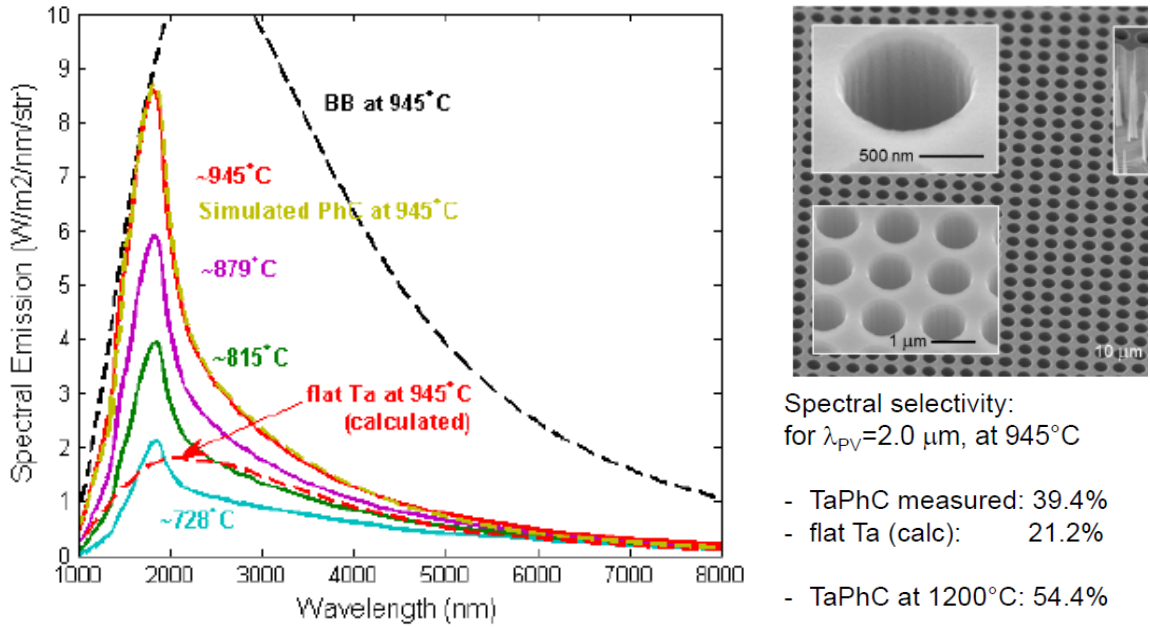 Spectral Emission (W/m2/nm/str)
10
9
8
7
6
5
4
3
2
1
0
1000 2000 3000 4000 5000 6000 7000 8000
Wavelength (nm)
BB at 945°C
~945°C
Simulated PhC at 945°C
~879°C
~815°C
flat Ta at 945°C
(calculated)
~728°C
500 nm
1 μm
10 μm
Spectral selectivity:
for λPV=2.0 μm, at 945°C
- TaPhC measured: 39.4%
- flat Ta (calc): 21.2%
- TaPhC at 1200°C: 54.4%